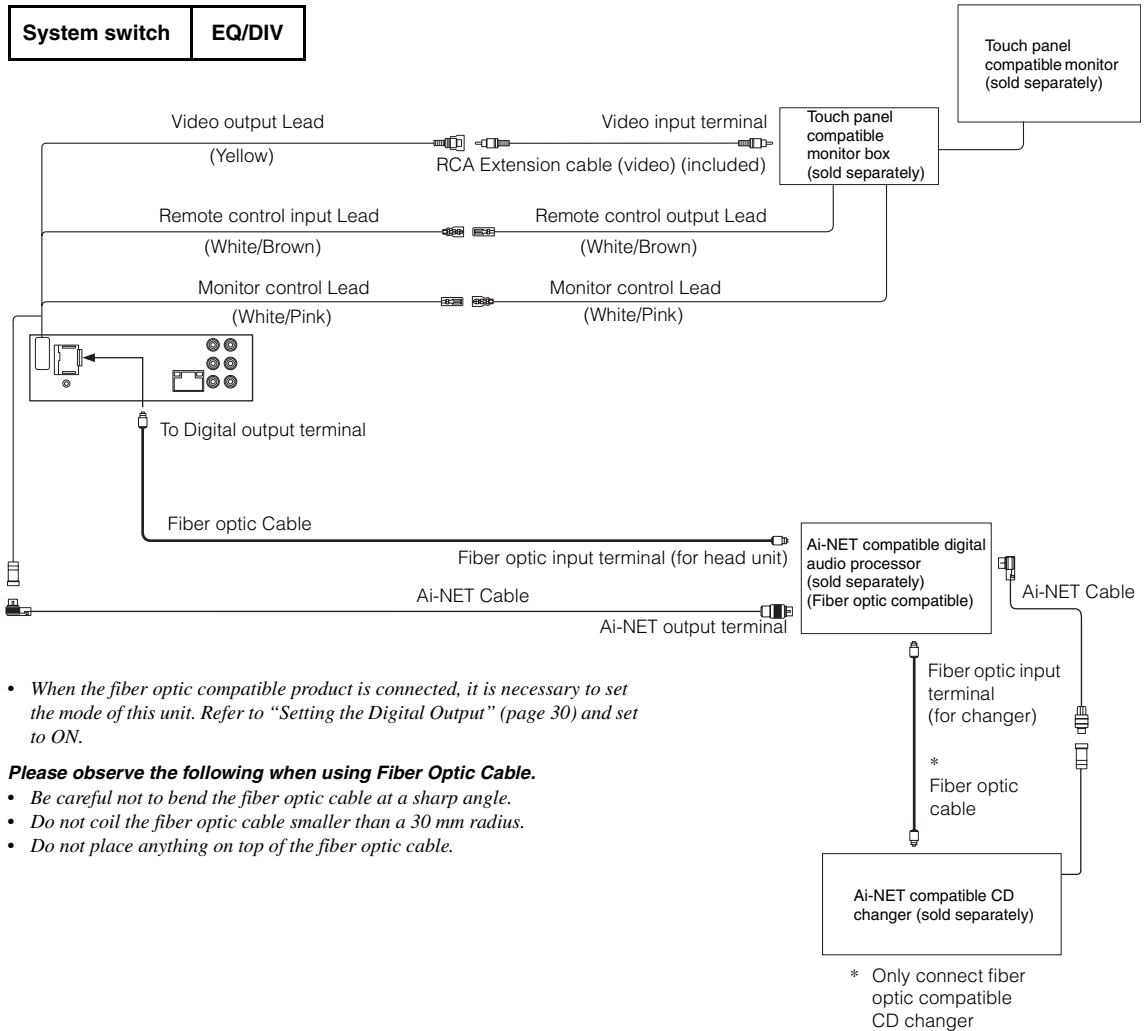 System switch EQ/DIV
Touch panel
compatible monitor
(sold separately)
Video output Lead
(Yellow)
Video input terminal
RCA Extension cable (video) (included)
Touch panel
compatible
monitor box
(sold separately)
Remote control input Lead
(White/Brown)
Remote control output Lead
(White/Brown)
Monitor control Lead
(White/Pink)
Monitor control Lead
(White/Pink)
To Digital output terminal
Fiber optic Cable
Fiber optic input terminal (for head unit)
Ai-NET compatible digital
audio processor
(sold separately)
(Fiber optic compatible)
Ai-NET Cable
Ai-NET Cable
Ai-NET output terminal
Fiber optic input
terminal
(for changer)
*
Fiber optic
cable
• When the fiber optic compatible product is connected, it is necessary to set
the mode of this unit. Refer to “Setting the Digital Output” (page 30) and set
to ON.
Please observe the following when using Fiber Optic Cable.
• Be careful not to bend the fiber optic cable at a sharp angle.
• Do not coil the fiber optic cable smaller than a 30 mm radius.
• Do not place anything on top of the fiber optic cable.
Ai-NET compatible CD
changer (sold separately)
* Only connect fiber
optic compatible
CD changer